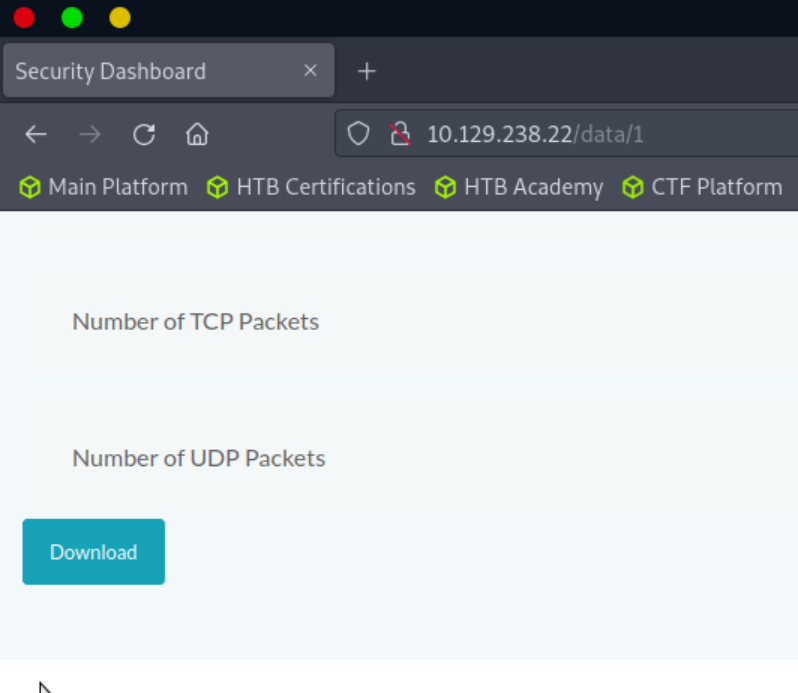 Security Dashboard
10.129.238.22/data/1
Main Platform HTB Certifications HTB Academy CTF Platform
Number of TCP Packets
Number of UDP Packets
Download